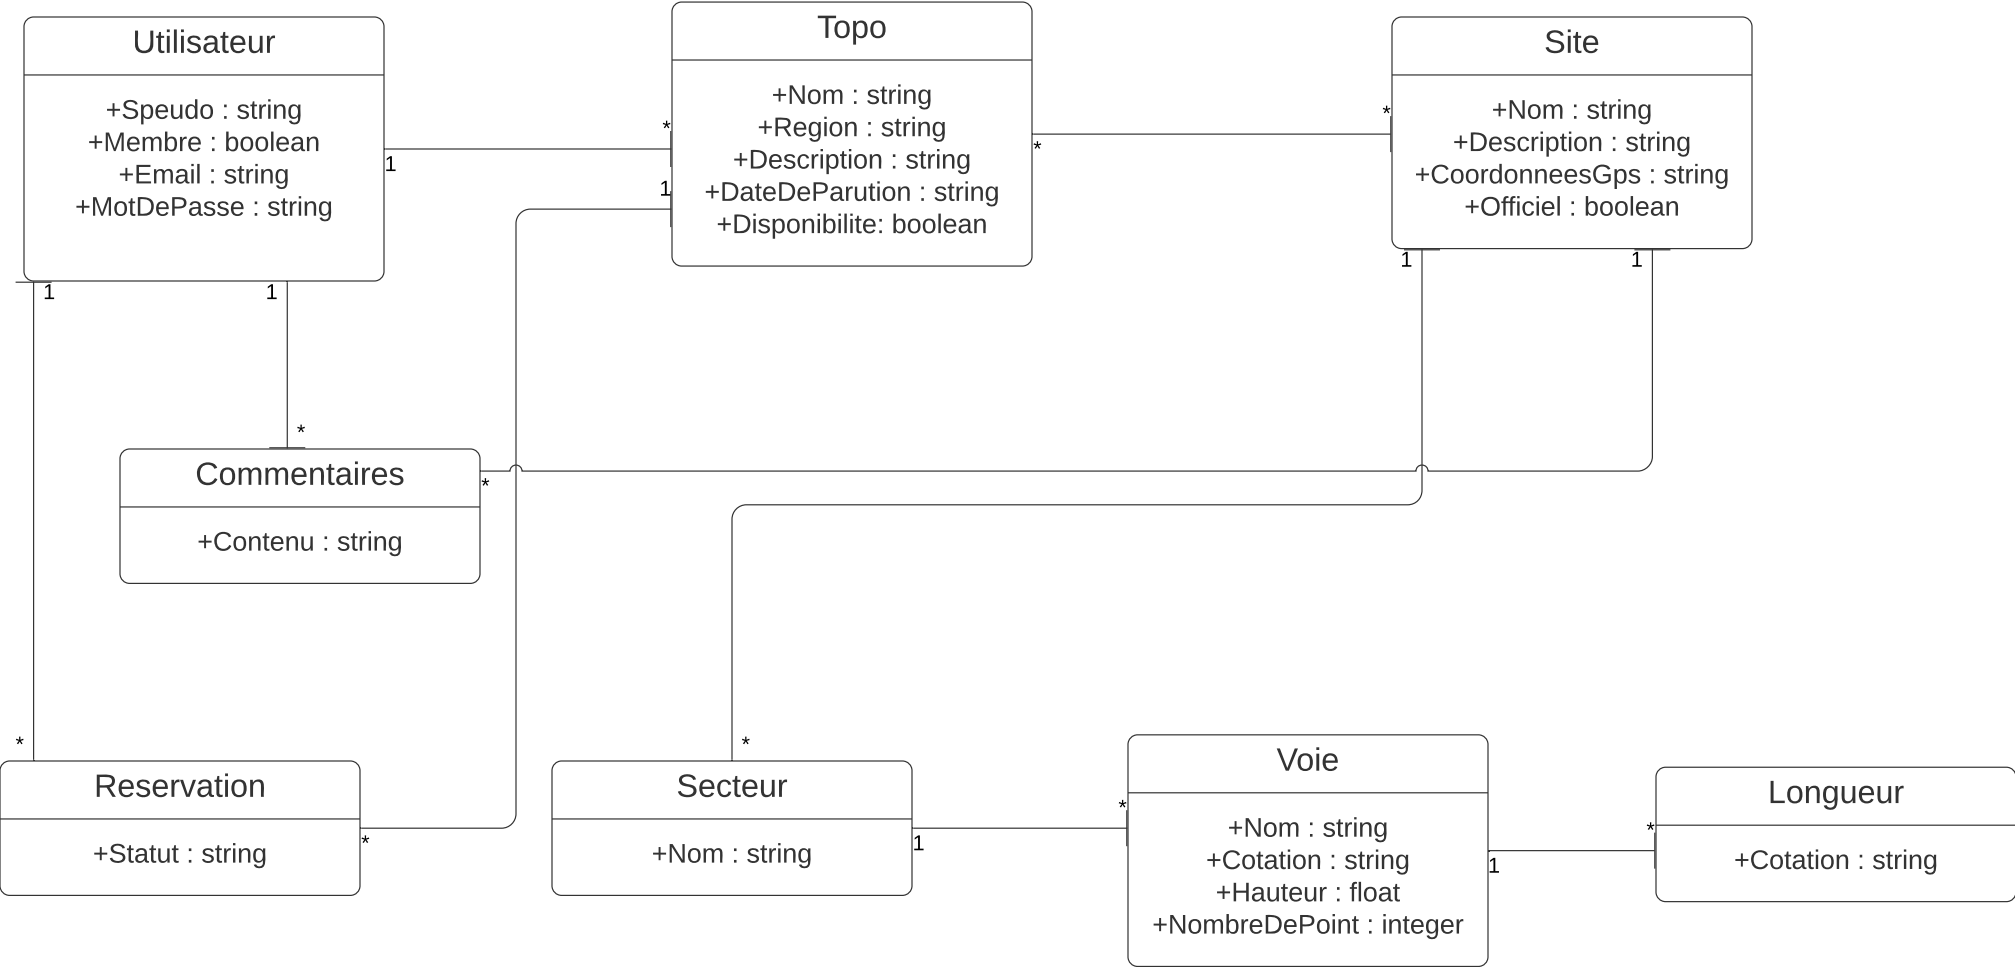 Utilisateur
+Speudo : string
+Membre : boolean
+Email : string
+MotDePasse : string
1
*
1
1
Topo
+Nom : string
+Region : string
+Description : string
+DateDeParution : string
+Disponibilite: boolean
*
1
*
*
Site
+Nom : string
+Description : string
+CoordonneesGps : string
+Officiel : boolean
1
1
*
Commentaires
*
+Contenu : string
*
Reservation
+Statut : string
*
*
Secteur
+Nom : string
1
*
Voie
+Nom : string
+Cotation : string
+Hauteur : float
+NombreDePoint : integer
1
*
Longueur
+Cotation : string